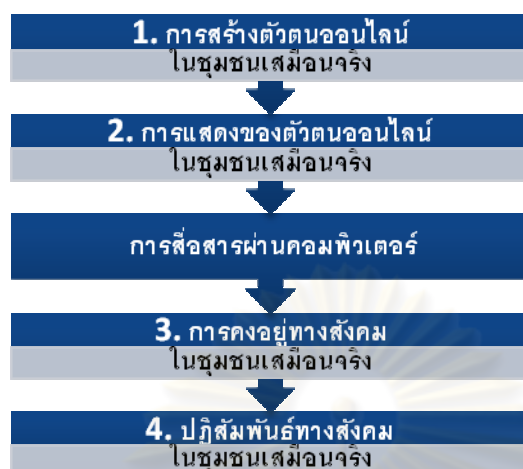 1. การสร้างตัวตนออนไลน์
ในชุมชนเสมือนจริง
2. การแสดงของตัวตนออนไลน์
ในชุมชนเสมือนจริง
การสื่อสารผ่านคอมพิวเตอร์
3. การคงอยู่ทางสังคม
ในชุมชนเสมือนจริง
4. ปฏิสัมพันธ์ทางสังคม
ในชุมชนเสมือนจริง